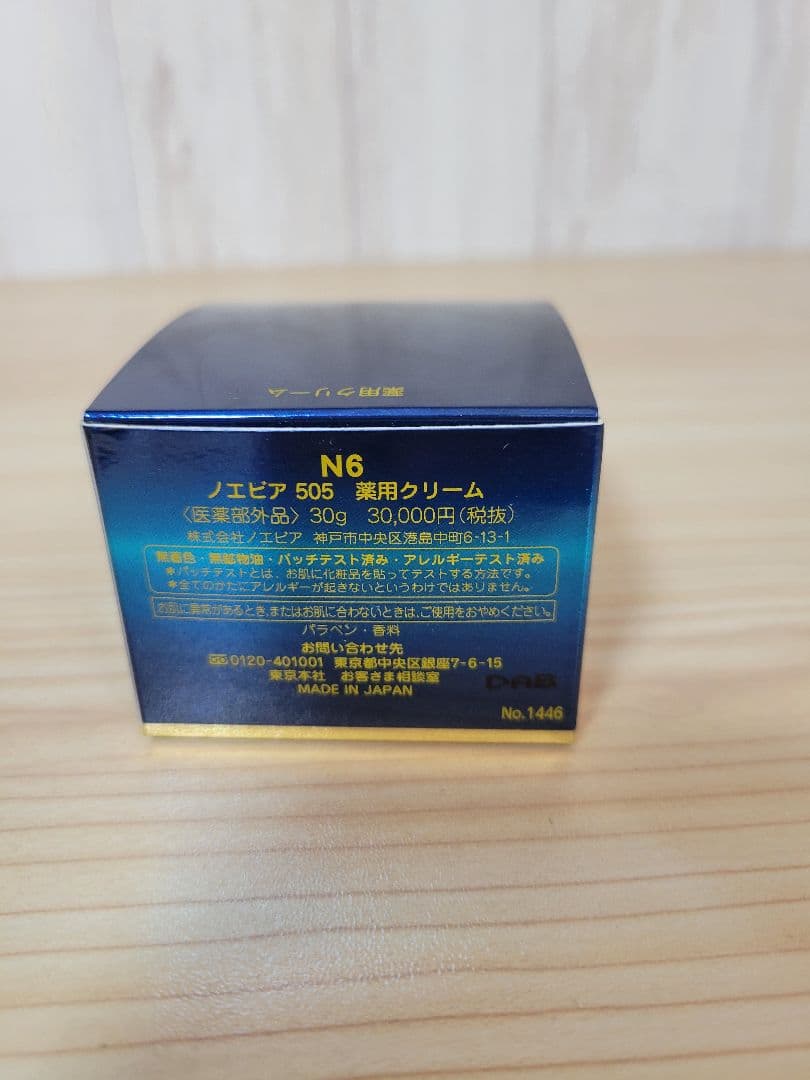 薬用クリーム
N6
ノエビア 505 薬用クリーム
〈医薬部外品〉 30g 30,000円(税抜)
株式会社ノエビア 神戸市中央区港島中町6-13-1
無着色・無鉱物油・パッチテスト済み・アレルギーテスト済み
*パッチテストとは、お肌に化粧品を貼ってテストする方法です。
*全てのかたにアレルギーが起きないというわけではありません。
お肌に異常があるとき、またはお肌に合わないときは、ご使用をおやめください。
パラベン・香料
お問い合わせ先
0120-401001 東京都中央区銀座7-6-15
東京本社 お客さま相談室
MADE IN JAPAN
DAB
No.1446